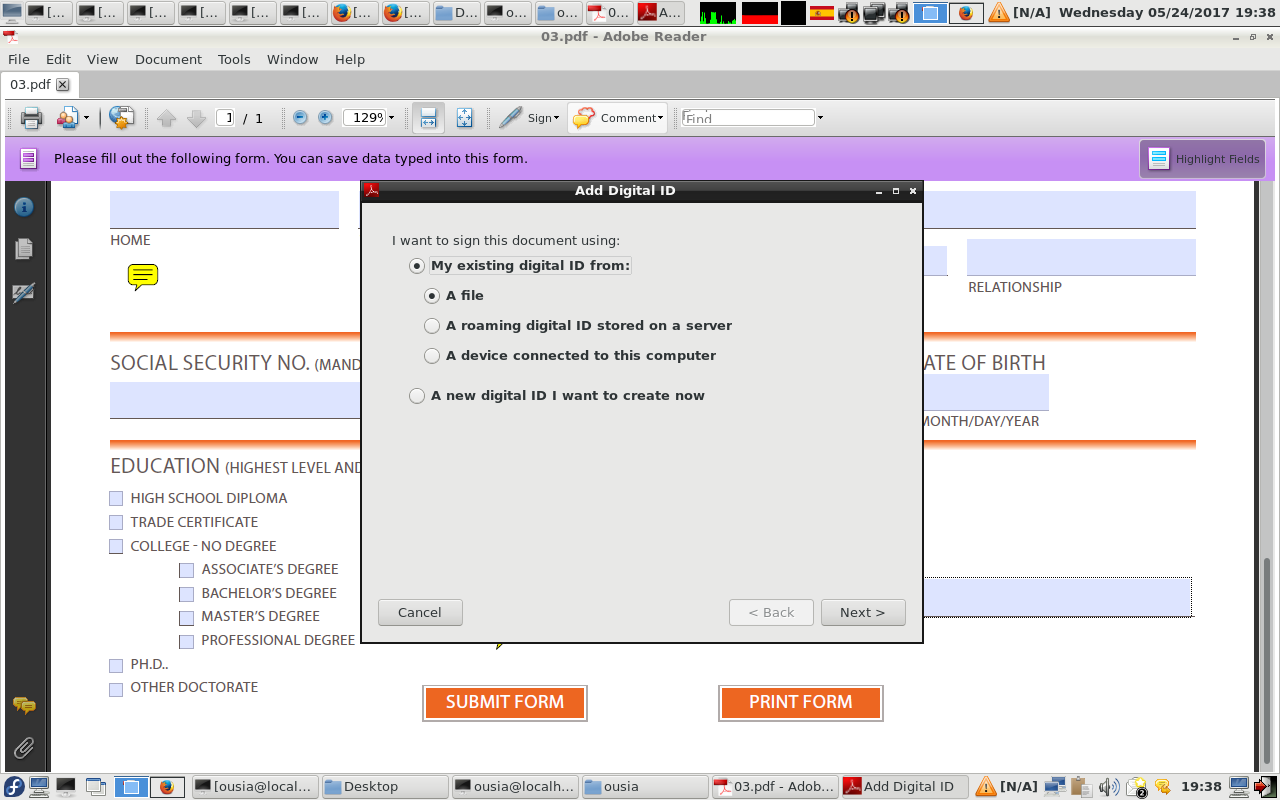 [... [... [... [... [... [... [... [... D... o... o... 0... A... [N/A] Wednesday 05/24/2017 19:38
03.pdf - Adobe Reader
File Edit View Document Tools Window Help
03.pdf
1 / 1 129% Sign Comment Find
Please fill out the following form. You can save data typed into this form. Highlight Fields
Add Digital ID
I want to sign this document using:
My existing digital ID from:
A file
A roaming digital ID stored on a server
A device connected to this computer
A new digital ID I want to create now
Cancel < Back Next >
HOME
RELATIONSHIP
SOCIAL SECURITY NO. (MAND
ATE OF BIRTH
MONTH/DAY/YEAR
EDUCATION (HIGHEST LEVEL AND
HIGH SCHOOL DIPLOMA
TRADE CERTIFICATE
COLLEGE - NO DEGREE
ASSOCIATE'S DEGREE
BACHELOR'S DEGREE
MASTER'S DEGREE
PROFESSIONAL DEGREE
PH.D..
OTHER DOCTORATE
SUBMIT FORM PRINT FORM
[ousia@local... Desktop ousia@localh... ousia 03.pdf - Adob... Add Digital ID [N/A] 2 19:38